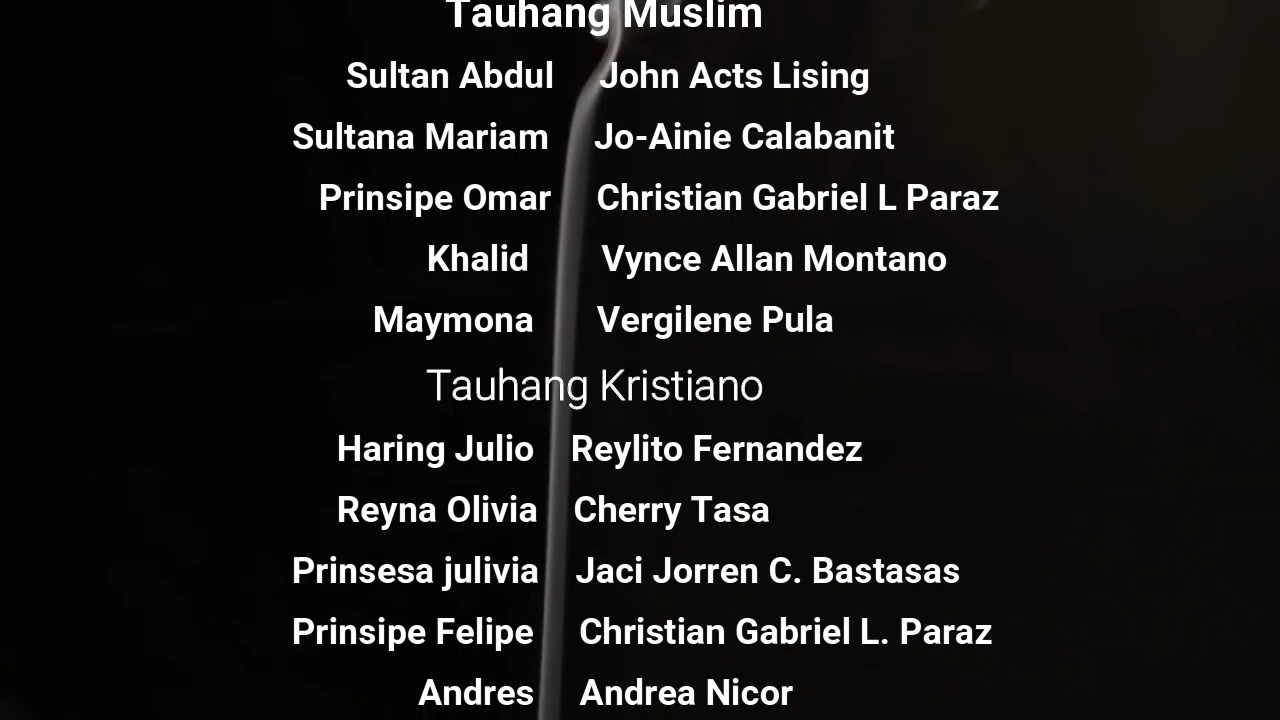 Tauhang Muslim
Sultan Abdul John Acts Lising
Sultana Mariam Jo-Ainie Calabanit
Prinsipe Omar Christian Gabriel L Paraz
Khalid Vynce Allan Montano
Maymona Vergilene Pula
Tauhang Kristiano
Haring Julio Reylito Fernandez
Reyna Olivia Cherry Tasa
Prinsesa julivia Jaci Jorren C. Bastasas
Prinsipe Felipe Christian Gabriel L. Paraz
Andres Andrea Nicor